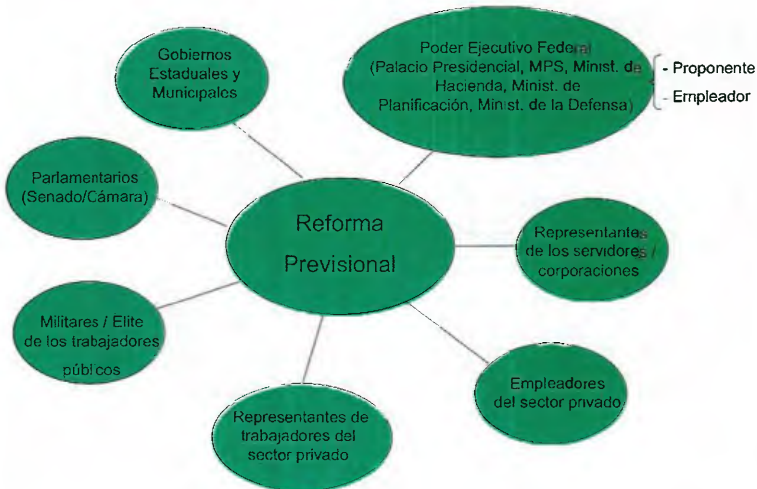 Gobiernos
Estaduales y
Municipales
Poder Ejecutivo Federal
(Palacio Presidencial, MPS, Minist. de
Hacienda, Minist. de
Planificación, Minist. de la Defensa)
- Proponente
- Empleador
Parlamentarios
(Senado/Cámara)
Reforma
Previsional
Representantes
de los servidores /
corporaciones
Militares / Elite
de los trabajadores
públicos
Empleadores
del sector privado
Representantes de
trabajadores del
sector privado